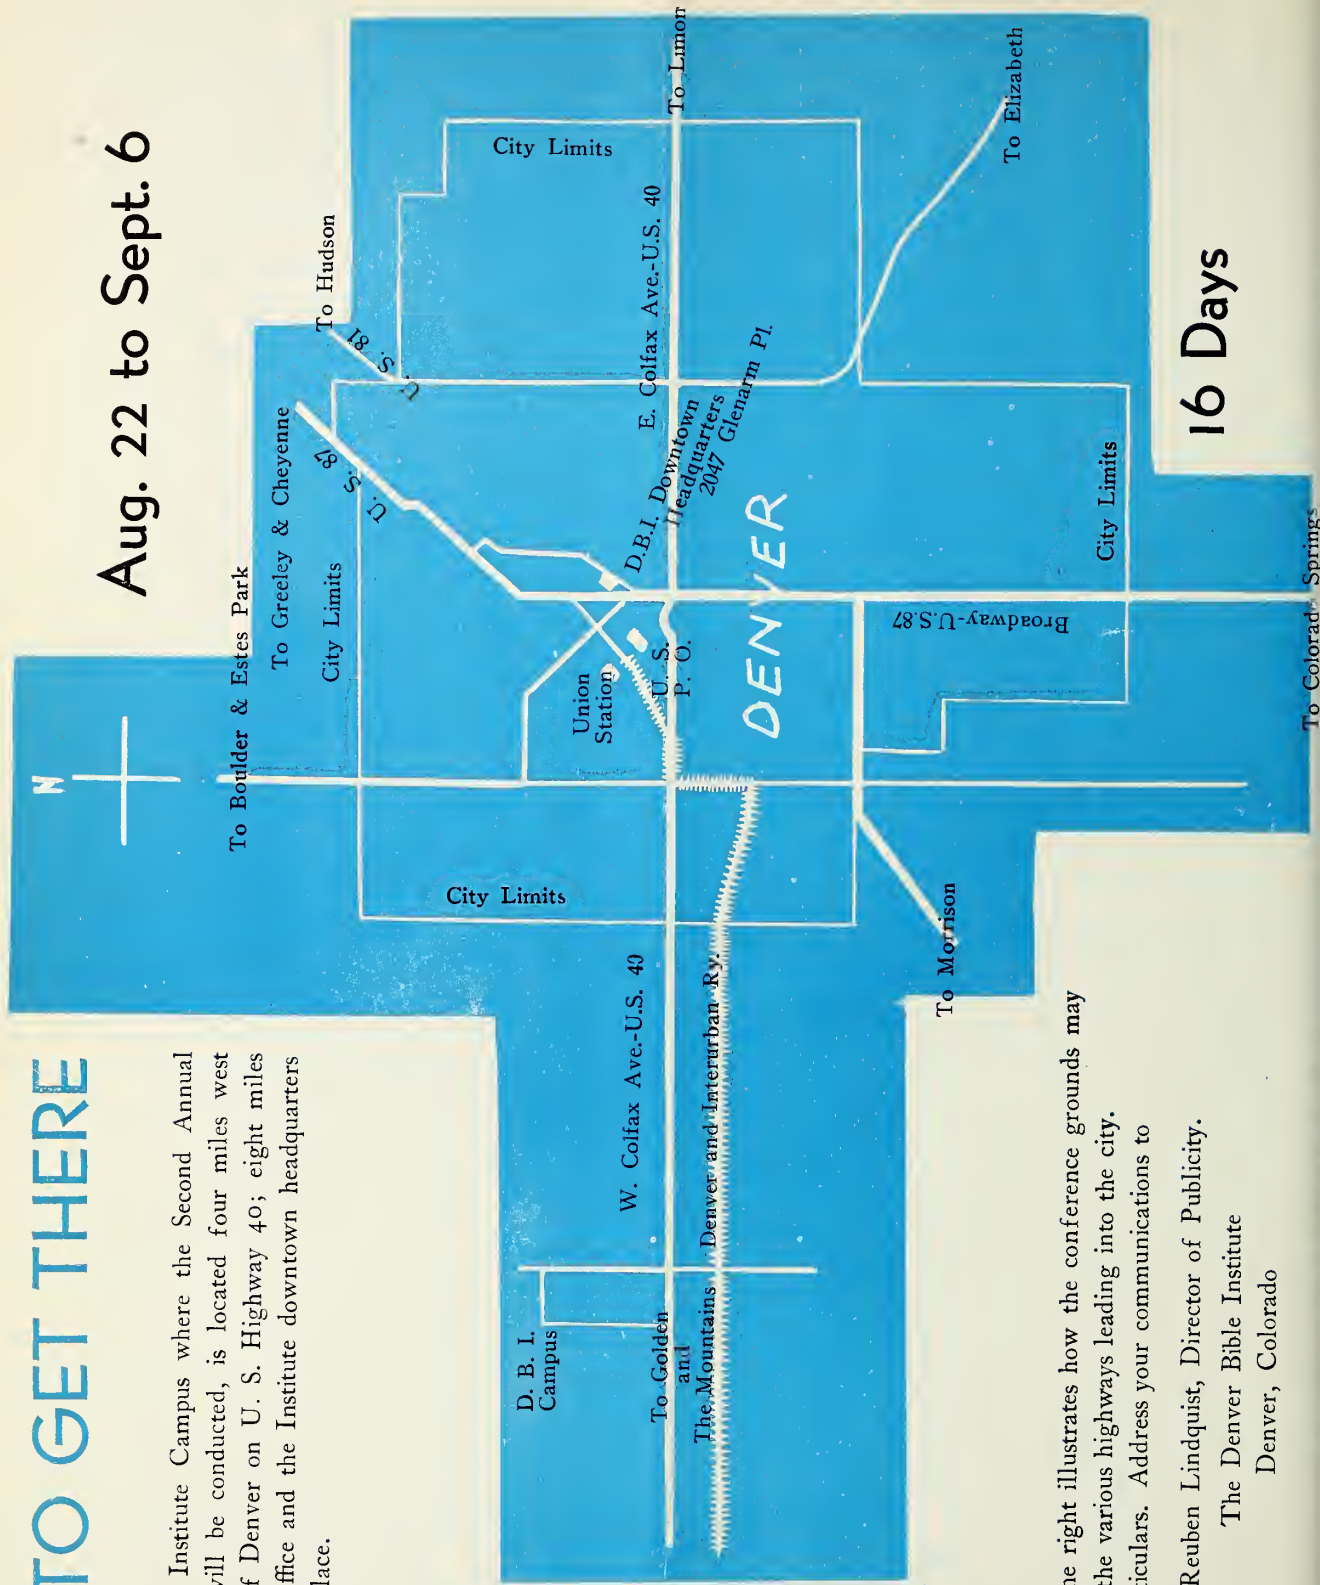 TO GET THERE
Institute Campus where the Second Annual
will be conducted, is located four miles west
f Denver on U. S. Highway 40; eight miles
ffice and the Institute downtown headquarters
lace.
he right illustrates how the conference grounds may
the various highways leading into the city.
ticulars. Address your communications to
Reuben Lindquist, Director of Publicity.
The Denver Bible Institute
Denver, Colorado
Aug. 22 to Sept. 6
16 Days
N
To Boulder & Estes Park
To Greeley & Cheyenne
City Limits
U. S. 87
To Hudson
U. S. 81
City Limits
City Limits
D. B. I.
Campus
W. Colfax Ave.-U.S. 40
To Golden
and
The Mountains
Denver and Interurban Ry.
Union
Station
U. S.
P. O.
D.B.I. Downtown
Headquarters
2047 Glenarm Pl.
E. Colfax Ave.-U.S. 40
To Limon
DENVER
Broadway-U.S.87
To Morrison
To Elizabeth
City Limits
To Colorado Springs